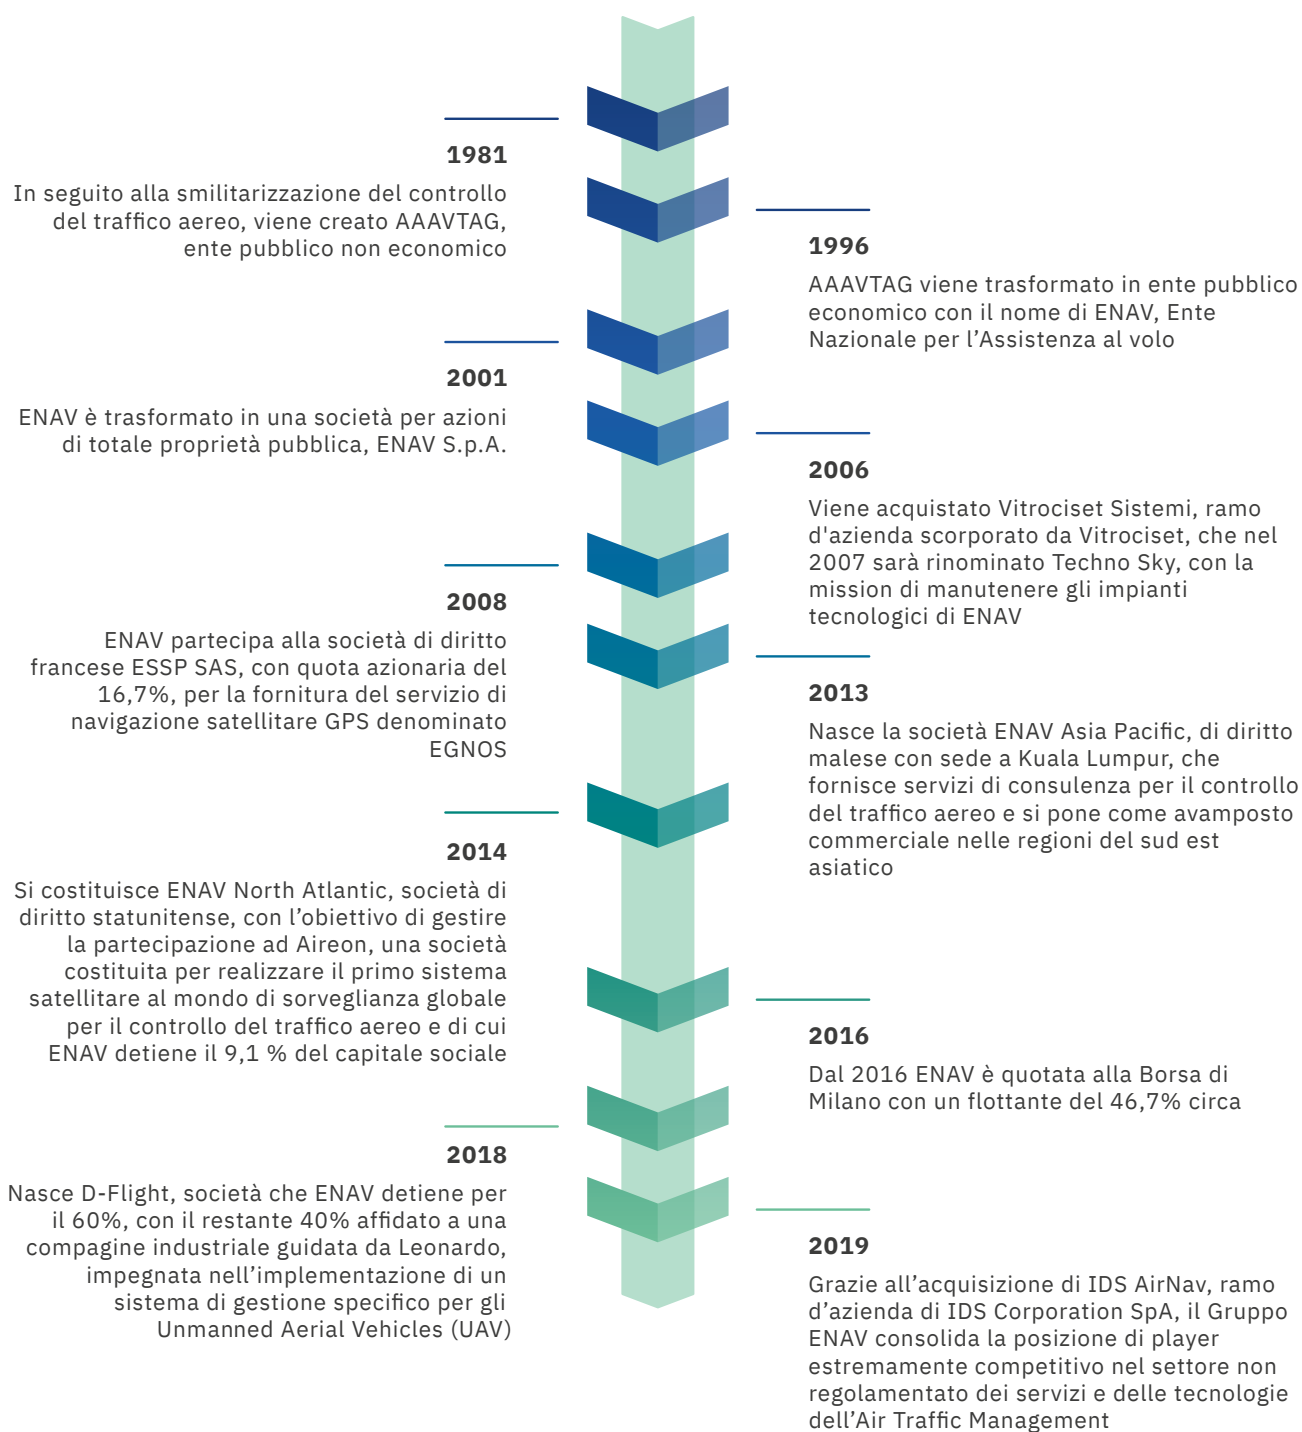 1981
In seguito alla smilitarizzazione del controllo
del traffico aereo, viene creato AAAVTAG,
ente pubblico non economico
1996
AAAVTAG viene trasformato in ente pubblico
economico con il nome di ENAV, Ente
Nazionale per l’Assistenza al volo
2001
ENAV è trasformato in una società per azioni
di totale proprietà pubblica, ENAV S.p.A.
2006
Viene acquistato Vitrociset Sistemi, ramo
d'azienda scorporato da Vitrociset, che nel
2007 sarà rinominato Techno Sky, con la
mission di manutenere gli impianti
tecnologici di ENAV
2008
ENAV partecipa alla società di diritto
francese ESSP SAS, con quota azionaria del
16,7%, per la fornitura del servizio di
navigazione satellitare GPS denominato
EGNOS
2013
Nasce la società ENAV Asia Pacific, di diritto
malese con sede a Kuala Lumpur, che
fornisce servizi di consulenza per il controllo
del traffico aereo e si pone come avamposto
commerciale nelle regioni del sud est
asiatico
2014
Si costituisce ENAV North Atlantic, società di
diritto statunitense, con l’obiettivo di gestire
la partecipazione ad Aireon, una società
costituita per realizzare il primo sistema
satellitare al mondo di sorveglianza globale
per il controllo del traffico aereo e di cui
ENAV detiene il 9,1 % del capitale sociale
2016
Dal 2016 ENAV è quotata alla Borsa di
Milano con un flottante del 46,7% circa
2018
Nasce D-Flight, società che ENAV detiene per
il 60%, con il restante 40% affidato a una
compagine industriale guidata da Leonardo,
impegnata nell’implementazione di un
sistema di gestione specifico per gli
Unmanned Aerial Vehicles (UAV)
2019
Grazie all’acquisizione di IDS AirNav, ramo
d’azienda di IDS Corporation SpA, il Gruppo
ENAV consolida la posizione di player
estremamente competitivo nel settore non
regolamentato dei servizi e delle tecnologie
dell’Air Traffic Management